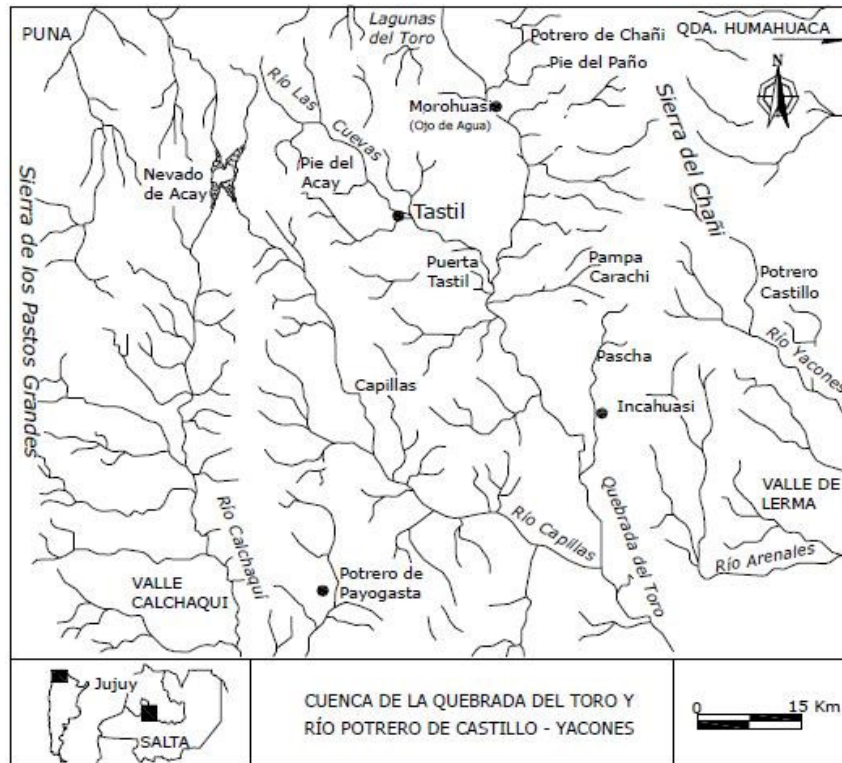 PUNA
Lagunas
del Toro
Potrero de Chañi
QDA. HUMAHUACA
Pie del Paño
N
Río Las
Cuevas
Morohuasi
(Ojo de Agua)
Sierra del Chañi
Nevado
de Acay
Pie del
Acay
Tastil
Sierra de los Pastos Grandes
Puerta
Tastil
Pampa
Carachi
Potrero
Castillo
Río Yacones
Pascha
Capillas
Incahuasi
VALLE DE
LERMA
Río Calchaqui
Río Capillas
Quebrada del Toro
Río Arenales
VALLE
CALCHAQUI
Potrero de
Payogasta
Jujuy
SALTA
CUENCA DE LA QUEBRADA DEL TORO Y
RÍO POTRERO DE CASTILLO - YACONES
0 15 Km